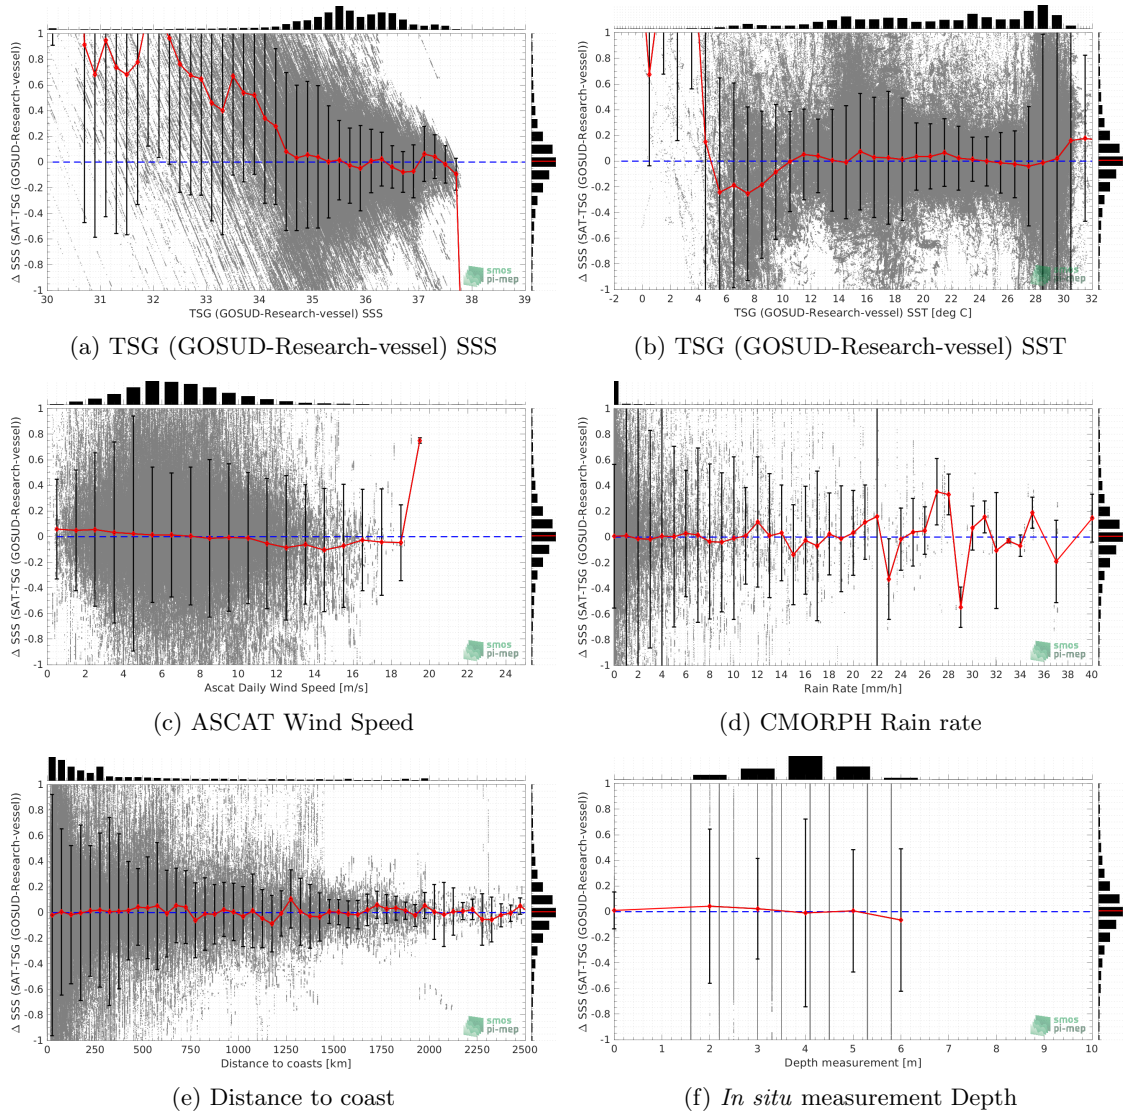 Δ SSS (SAT-TSG (GOSUD-Research-vessel))
1
0.8
0.6
0.4
0.2
0
-0.2
-0.4
-0.6
-0.8
-1
30 31 32 33 34 35 36 37 38 39
TSG (GOSUD-Research-vessel) SSS
smos
pi-mep
(a) TSG (GOSUD-Research-vessel) SSS
Δ SSS (SAT-TSG (GOSUD-Research-vessel))
1
0.8
0.6
0.4
0.2
0
-0.2
-0.4
-0.6
-0.8
-1
-2 0 2 4 6 8 10 12 14 16 18 20 22 24 26 28 30 32
TSG (GOSUD-Research-vessel) SST [deg C]
smos
pi-mep
(b) TSG (GOSUD-Research-vessel) SST
Δ SSS (SAT-TSG (GOSUD-Research-vessel))
1
0.8
0.6
0.4
0.2
0
-0.2
-0.4
-0.6
-0.8
-1
0 2 4 6 8 10 12 14 16 18 20 22 24
Ascat Daily Wind Speed [m/s]
smos
pi-mep
(c) ASCAT Wind Speed
Δ SSS (SAT-TSG (GOSUD-Research-vessel))
1
0.8
0.6
0.4
0.2
0
-0.2
-0.4
-0.6
-0.8
-1
0 2 4 6 8 10 12 14 16 18 20 22 24 26 28 30 32 34 36 38 40
Rain Rate [mm/h]
smos
pi-mep
(d) CMORPH Rain rate
Δ SSS (SAT-TSG (GOSUD-Research-vessel))
1
0.8
0.6
0.4
0.2
0
-0.2
-0.4
-0.6
-0.8
-1
0 250 500 750 1000 1250 1500 1750 2000 2250 2500
Distance to coasts [km]
smos
pi-mep
(e) Distance to coast
Δ SSS (SAT-TSG (GOSUD-Research-vessel))
1
0.8
0.6
0.4
0.2
0
-0.2
-0.4
-0.6
-0.8
-1
0 1 2 3 4 5 6 7 8 9 10
Depth measurement [m]
smos
pi-mep
(f) In situ measurement Depth